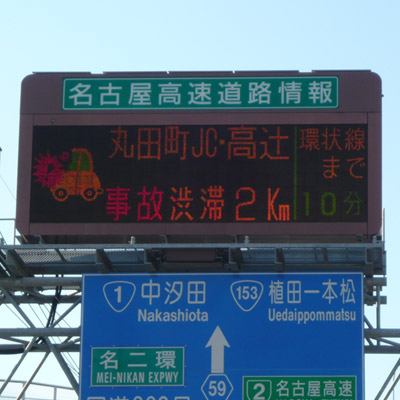 名古屋高速道路情報
丸田町JC・高辻
事故渋滞2Km
環状線
まで
10分
1 中汐田
Nakashiota
153 植田一本松
Uedaippommatsu
名二環
MEI-NIKAN EXPWY
59
2 名古屋高速